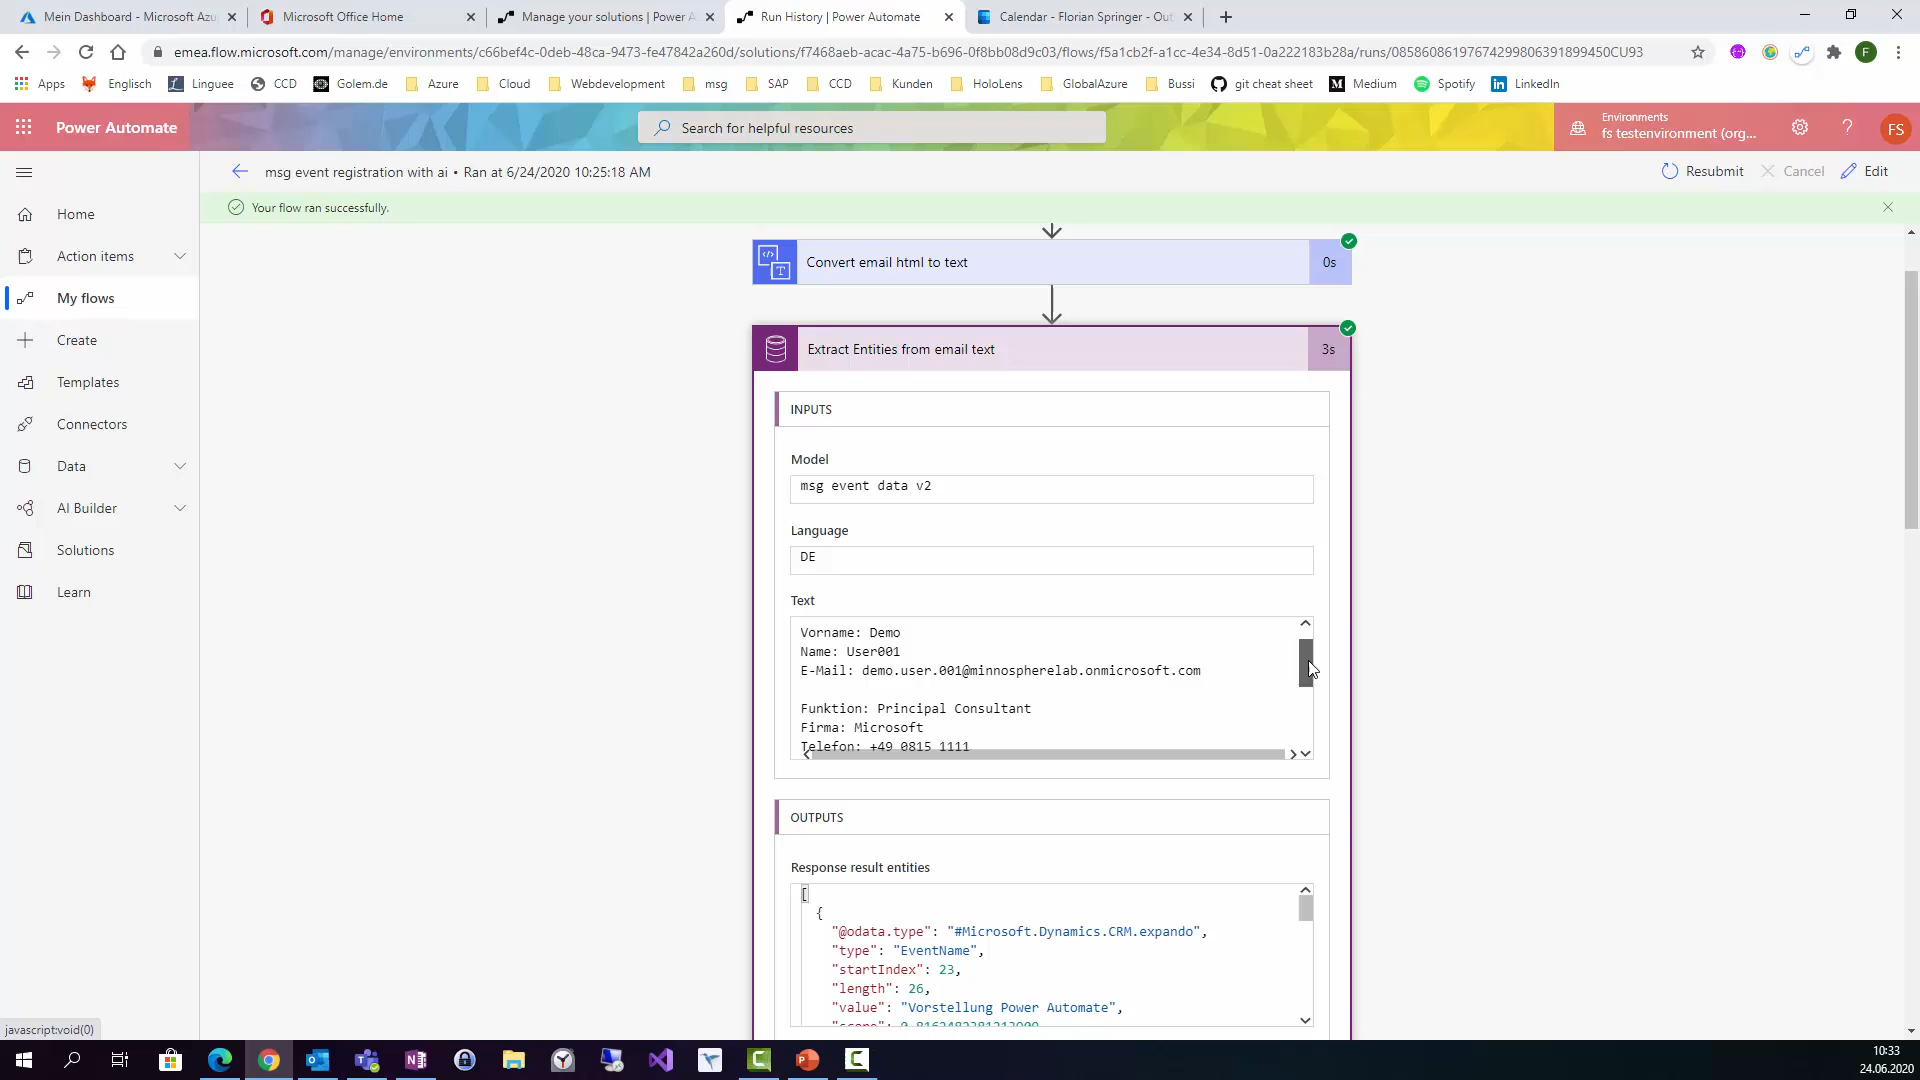 Mein Dashboard - Microsoft Azu
Microsoft Office Home
Manage your solutions | Power A
Run History | Power Automate
Calendar - Florian Springer - Out
emea.flow.microsoft.com/manage/environments/c66bef4c-0deb-48ca-9473-fe47842a260d/solutions/f7468aeb-acac-4a75-b696-0f8bb08d9c03/flows/f5a1cb2f-a1cc-4e34-8d51-0a222183b28a/runs/08586086197674299806391899450CU93
F
Apps
Englisch
Linguee
CCD
Golem.de
Azure
Cloud
Webdevelopment
msg
SAP
CCD
Kunden
HoloLens
GlobalAzure
Bussi
git cheat sheet
Medium
Spotify
LinkedIn
Power Automate
Search for helpful resources
Environments
fs testenvironment (org...
?
FS
msg event registration with ai • Ran at 6/24/2020 10:25:18 AM
Resubmit
Cancel
Edit
Your flow ran successfully.
Home
Action items
My flows
Create
Templates
Connectors
Data
AI Builder
Solutions
Learn
Convert email html to text
0s
Extract Entities from email text
3s
INPUTS
Model
msg event data v2
Language
DE
Text
Vorname: Demo
Name: User001
E-Mail: demo.user.001@minnospherelab.onmicrosoft.com
Funktion: Principal Consultant
Firma: Microsoft
Telefon: +49 0815 1111
OUTPUTS
Response result entities
[
{
"@odata.type": "#Microsoft.Dynamics.CRM.expando",
"type": "EventName",
"startIndex": 23,
"length": 26,
"value": "Vorstellung Power Automate",
javascript:void(0)
10:33
24.06.2020